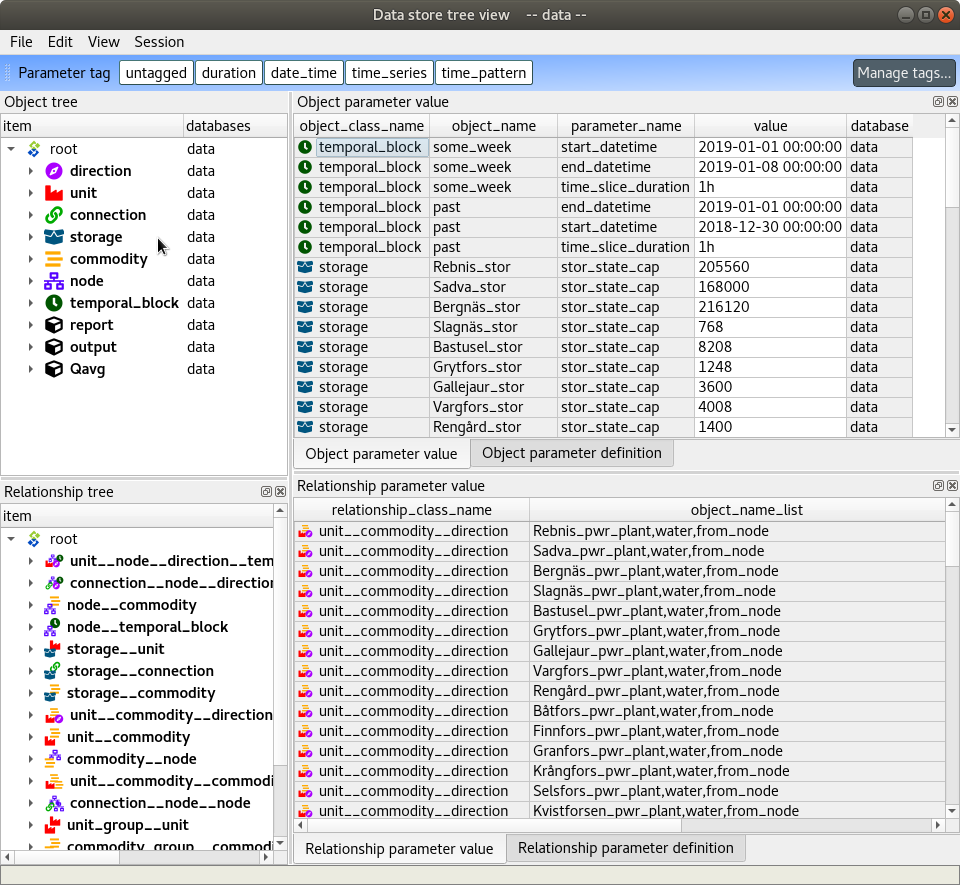 Data store tree view -- data --
File Edit View Session
Parameter tag untagged duration date_time time_series time_pattern Manage tags...
Object tree
item databases
root data
direction data
unit data
connection data
storage data
commodity data
node data
temporal_block data
report data
output data
Qavg data
Object parameter value
object_class_name object_name parameter_name value database
temporal_block some_week start_datetime 2019-01-01 00:00:00 data
temporal_block some_week end_datetime 2019-01-08 00:00:00 data
temporal_block some_week time_slice_duration 1h data
temporal_block past end_datetime 2019-01-01 00:00:00 data
temporal_block past start_datetime 2018-12-30 00:00:00 data
temporal_block past time_slice_duration 1h data
storage Rebnis_stor stor_state_cap 205560 data
storage Sadva_stor stor_state_cap 168000 data
storage Bergnäs_stor stor_state_cap 216120 data
storage Slagnäs_stor stor_state_cap 768 data
storage Bastusel_stor stor_state_cap 8208 data
storage Grytfors_stor stor_state_cap 1248 data
storage Gallejaur_stor stor_state_cap 3600 data
storage Vargfors_stor stor_state_cap 4008 data
storage Rengård_stor stor_state_cap 1400 data
Object parameter value Object parameter definition
Relationship tree
item
root
unit__node__direction__tem
connection__node__directio
node__commodity
node__temporal_block
storage__unit
storage__connection
storage__commodity
unit__commodity__direction
unit__commodity
commodity__node
unit__commodity__commodi
connection__node__node
unit_group__unit
commodity_group__commod
Relationship parameter value
relationship_class_name object_name_list
unit__commodity__direction Rebnis_pwr_plant,water,from_node
unit__commodity__direction Sadva_pwr_plant,water,from_node
unit__commodity__direction Bergnäs_pwr_plant,water,from_node
unit__commodity__direction Slagnäs_pwr_plant,water,from_node
unit__commodity__direction Bastusel_pwr_plant,water,from_node
unit__commodity__direction Grytfors_pwr_plant,water,from_node
unit__commodity__direction Gallejaur_pwr_plant,water,from_node
unit__commodity__direction Vargfors_pwr_plant,water,from_node
unit__commodity__direction Rengård_pwr_plant,water,from_node
unit__commodity__direction Båtfors_pwr_plant,water,from_node
unit__commodity__direction Finnfors_pwr_plant,water,from_node
unit__commodity__direction Granfors_pwr_plant,water,from_node
unit__commodity__direction Krångfors_pwr_plant,water,from_node
unit__commodity__direction Selsfors_pwr_plant,water,from_node
unit__commodity__direction Kvistforsen_pwr_plant,water,from_node
Relationship parameter value Relationship parameter definition